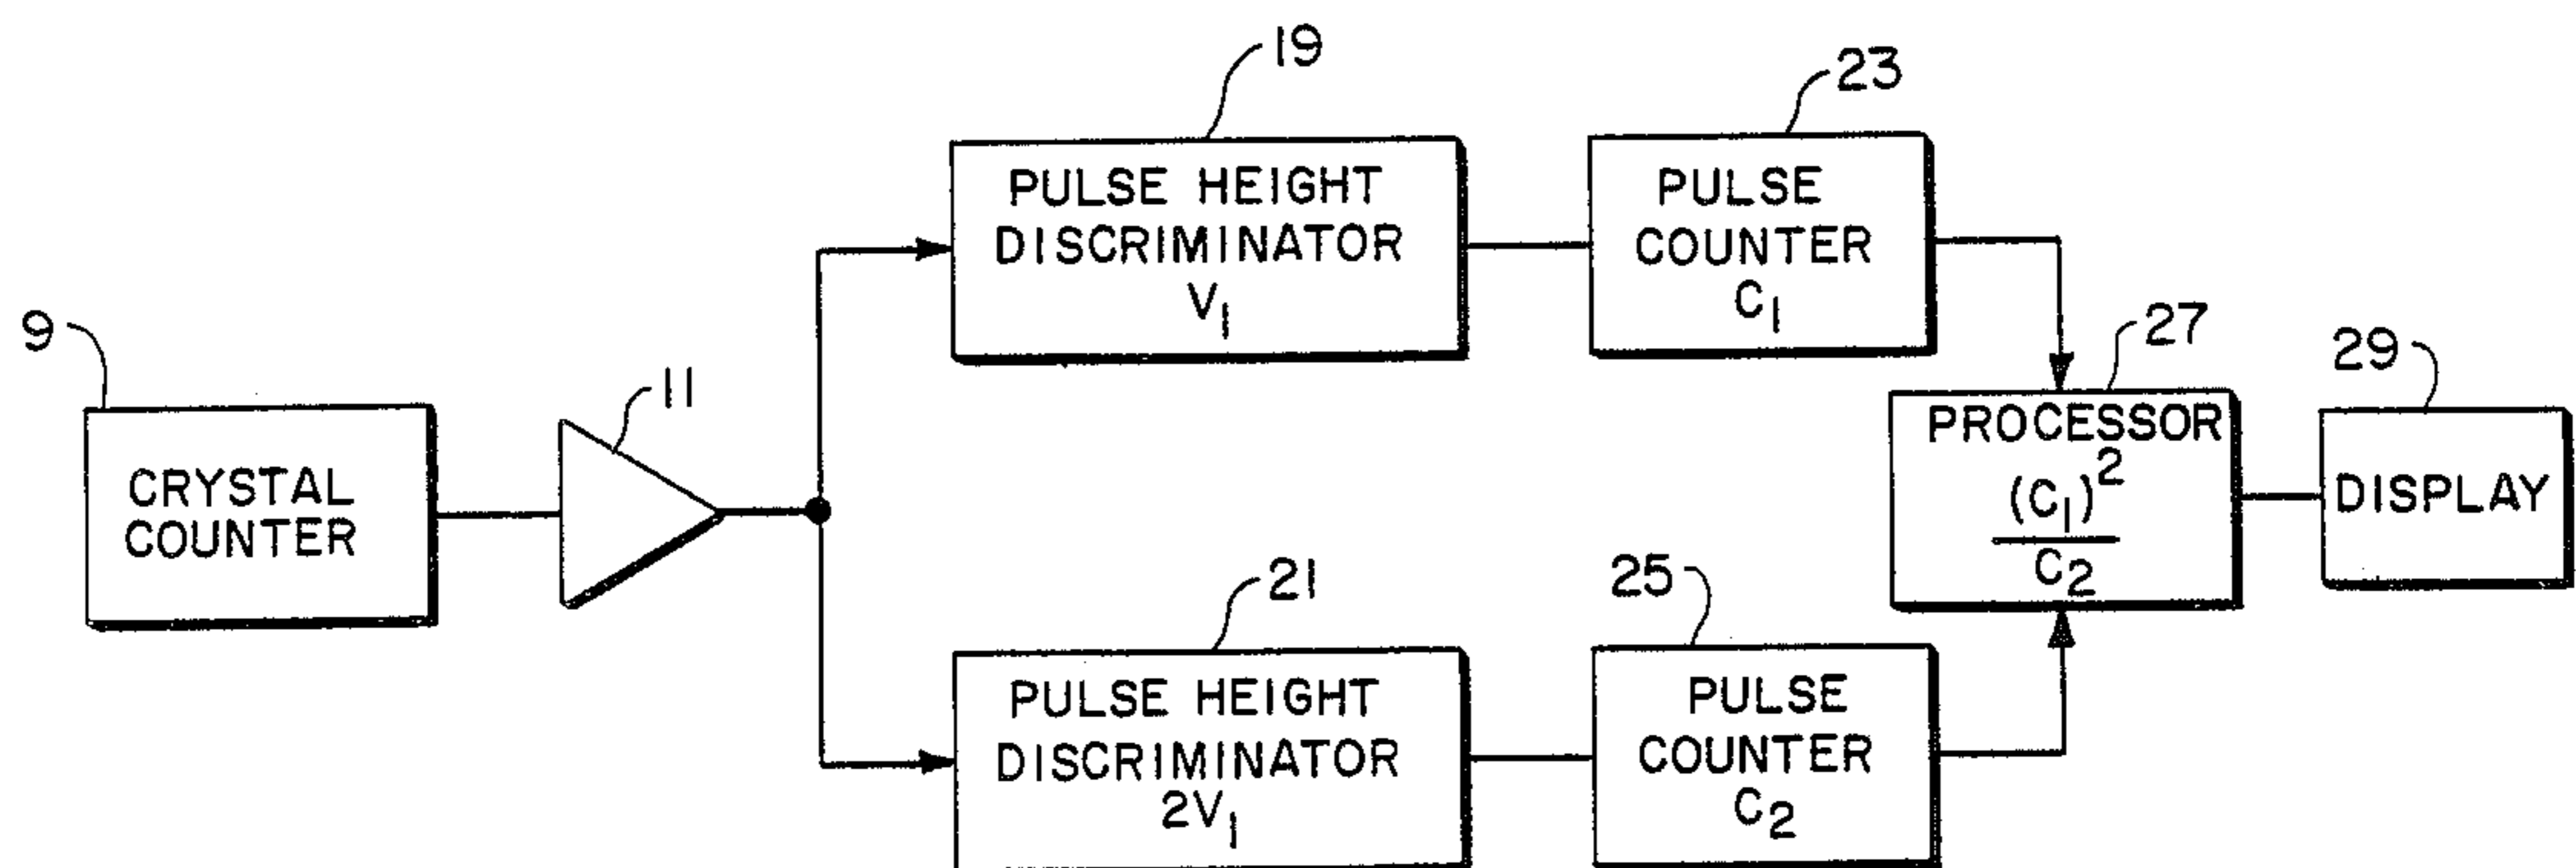 19
PULSE HEIGHT
DISCRIMINATOR
V₁
23
PULSE
COUNTER
C₁
9
CRYSTAL
COUNTER
11
27
PROCESSOR
(C₁)²
C₂
29
DISPLAY
21
PULSE HEIGHT
DISCRIMINATOR
2V₁
25
PULSE
COUNTER
C₂